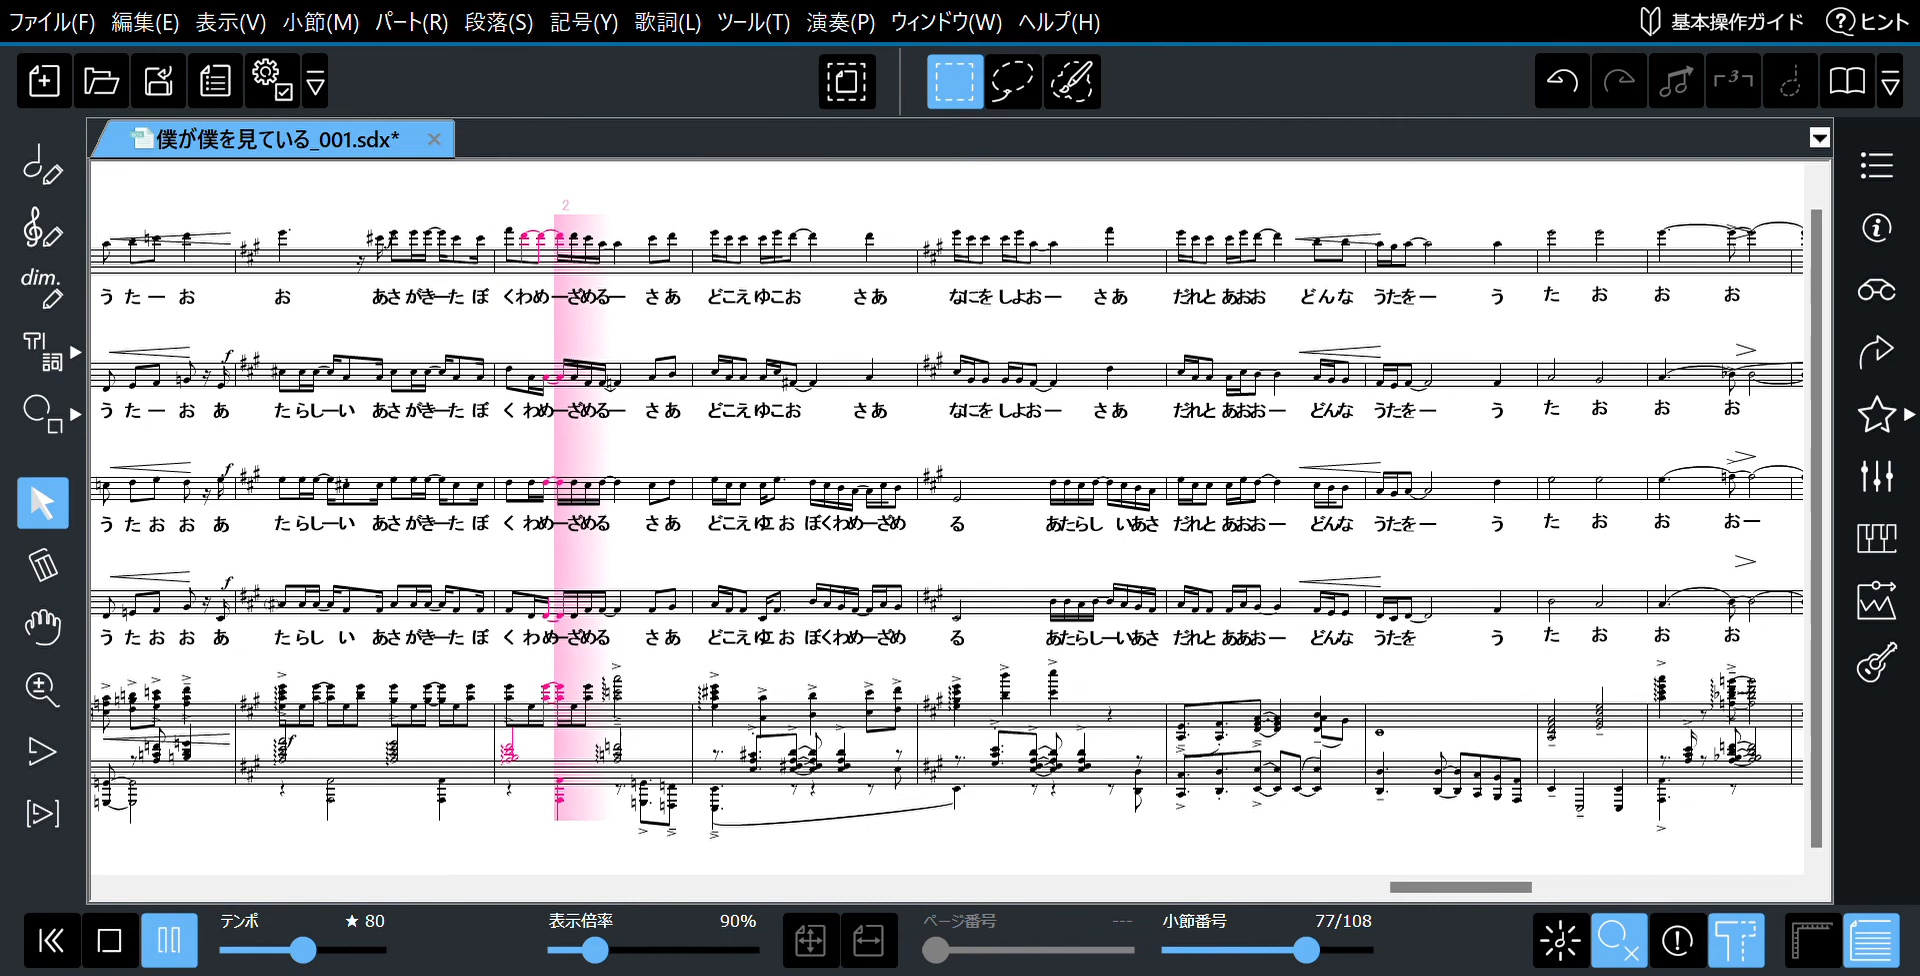 ファイル(F) 編集(E) 表示(V) 小節(M) パート(R) 段落(S) 記号(Y) 歌詞(L) ツール(T) 演奏(P) ウィンドウ(W) ヘルプ(H) 基本操作ガイド ヒント
3
僕が僕を見ている_001.sdx*
2
うたーお お あさがきーたぼ くわめーざめるー さあ どこえゆこお さあ なにをしよおー さあ だれとあおお どんな うたをー う た お お お
dim.
f
うたーお あ たらしーい あさがきーたぼ くわめーざめるー さあ どこえゆこお さあ なにをしよおー さあ だれとあおおー どんな うたをー う た お お お
T 詞
f
うたおお あ たらしーい あさがきーたぼ くわめーざめる さあ どこえゆこお ぼくわめーざめ る あたらし いあさ だれとあおおー どんな うたをー う た お お おー
f
うたおお あ たらし い あさがきーたぼ くわめーざめる さあ どこえゆこお ぼくわめーざめ る あたらしーいあさ だれとああおー どんな うたを う た お お お
f
テンポ ★ 80 表示倍率 90% ページ番号 --- 小節番号 77/108